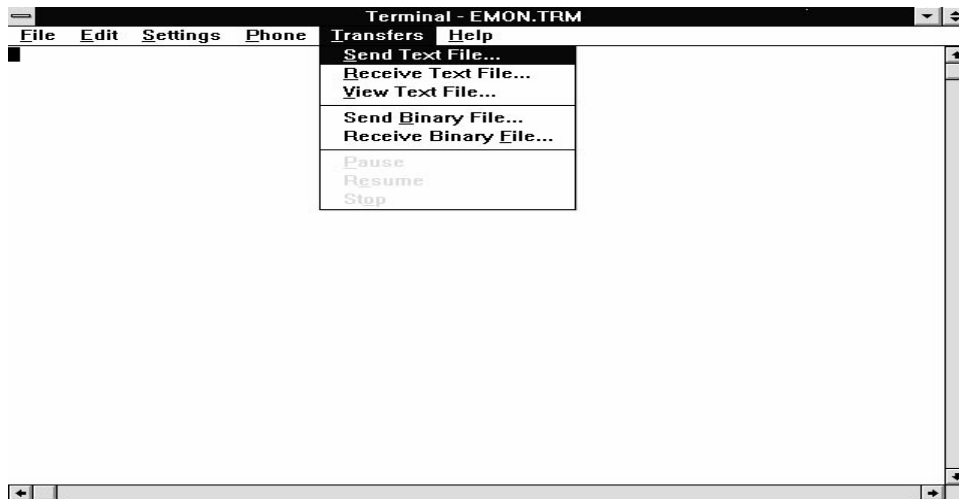 Terminal - EMON.TRM
File Edit Settings Phone Transfers Help
Send Text File...
Receive Text File...
View Text File...
Send Binary File...
Receive Binary File...
Pause
Resume
Stop